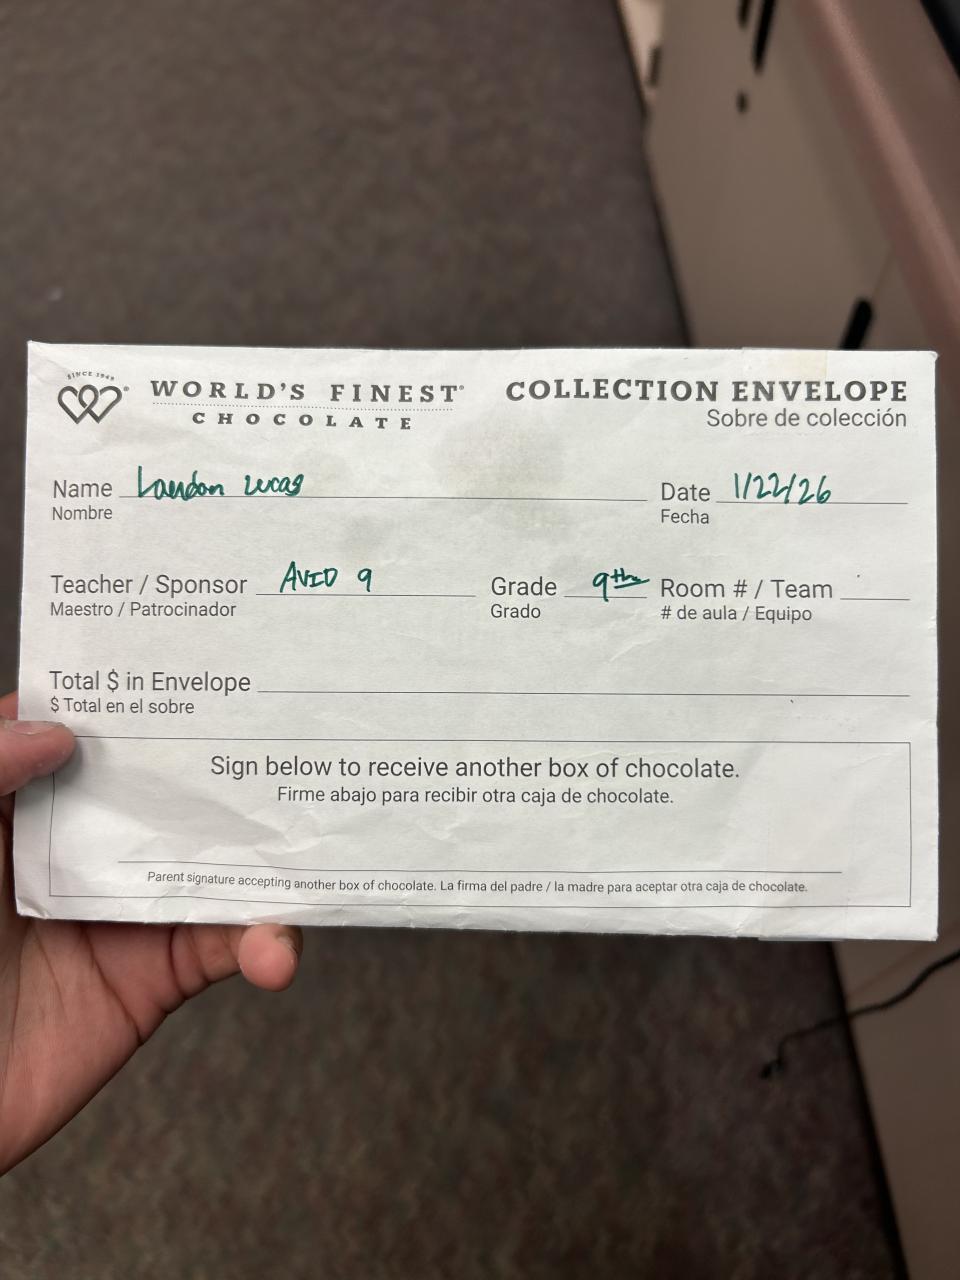 SINCE 1949
WORLD'S FINEST®
CHOCOLATE
COLLECTION ENVELOPE
Sobre de colección
Name Landon Lucas
Nombre
Date 1/22/26
Fecha
Teacher / Sponsor AVID 9
Maestro / Patrocinador
Grade 9th
Grado
Room # / Team
# de aula / Equipo
Total $ in Envelope
$ Total en el sobre
Sign below to receive another box of chocolate.
Firme abajo para recibir otra caja de chocolate.
Parent signature accepting another box of chocolate. La firma del padre / la madre para aceptar otra caja de chocolate.